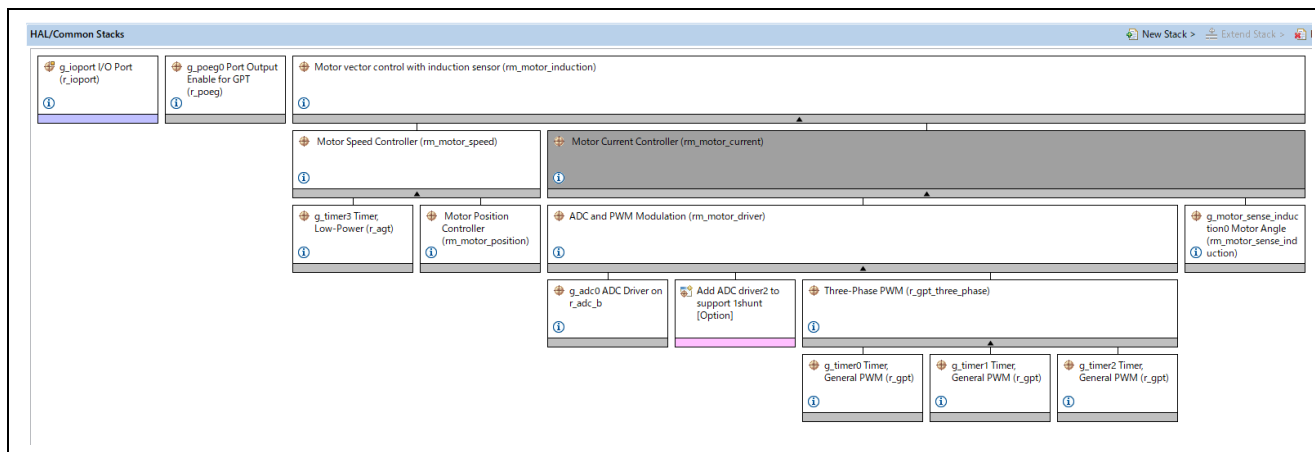 HAL/Common Stacks
New Stack >
Extend Stack >
g_ioport I/O Port
(r_ioport)
g_poeg0 Port Output
Enable for GPT
(r_poeg)
Motor vector control with induction sensor (rm_motor_induction)
Motor Speed Controller (rm_motor_speed)
Motor Current Controller (rm_motor_current)
g_timer3 Timer,
Low-Power (r_agt)
Motor Position
Controller
(rm_motor_position)
ADC and PWM Modulation (rm_motor_driver)
g_motor_sense_induc
tion0 Motor Angle
(rm_motor_sense_ind
uction)
g_adc0 ADC Driver on
r_adc_b
Add ADC driver2 to
support 1shunt
[Option]
Three-Phase PWM (r_gpt_three_phase)
g_timer0 Timer,
General PWM (r_gpt)
g_timer1 Timer,
General PWM (r_gpt)
g_timer2 Timer,
General PWM (r_gpt)